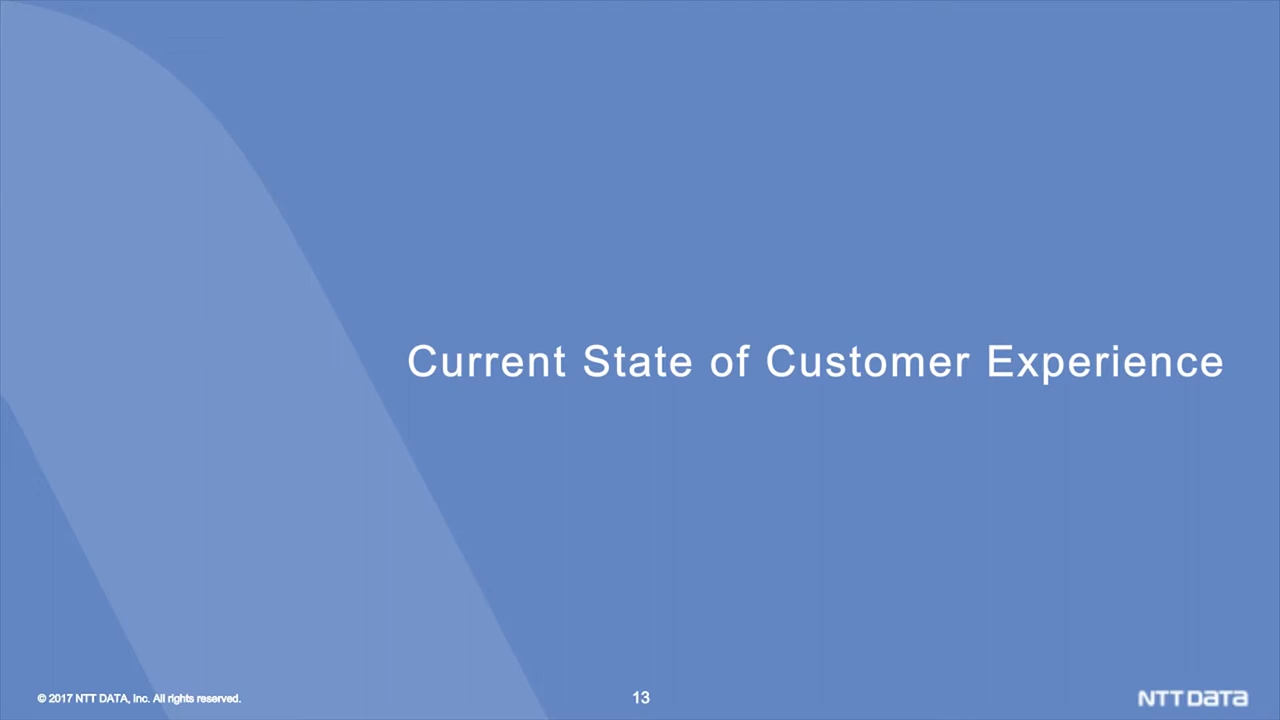 Current State of Customer Experience
© 2017 NTT DATA, Inc. All rights reserved.
13
NTT DATA